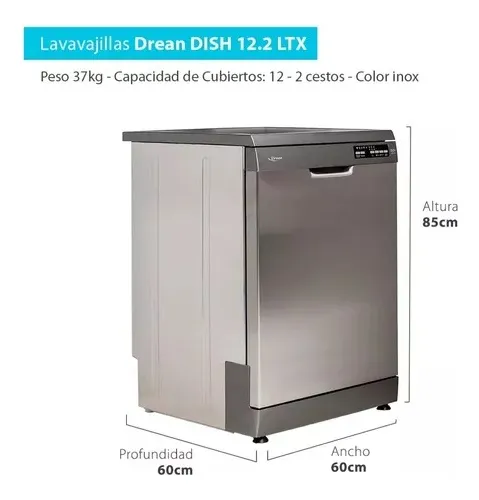 Lavavajillas Drean DISH 12.2 LTX
Peso 37kg - Capacidad de Cubiertos: 12 - 2 cestos - Color inox
Drean
Altura
85cm
Profundidad
60cm
Ancho
60cm